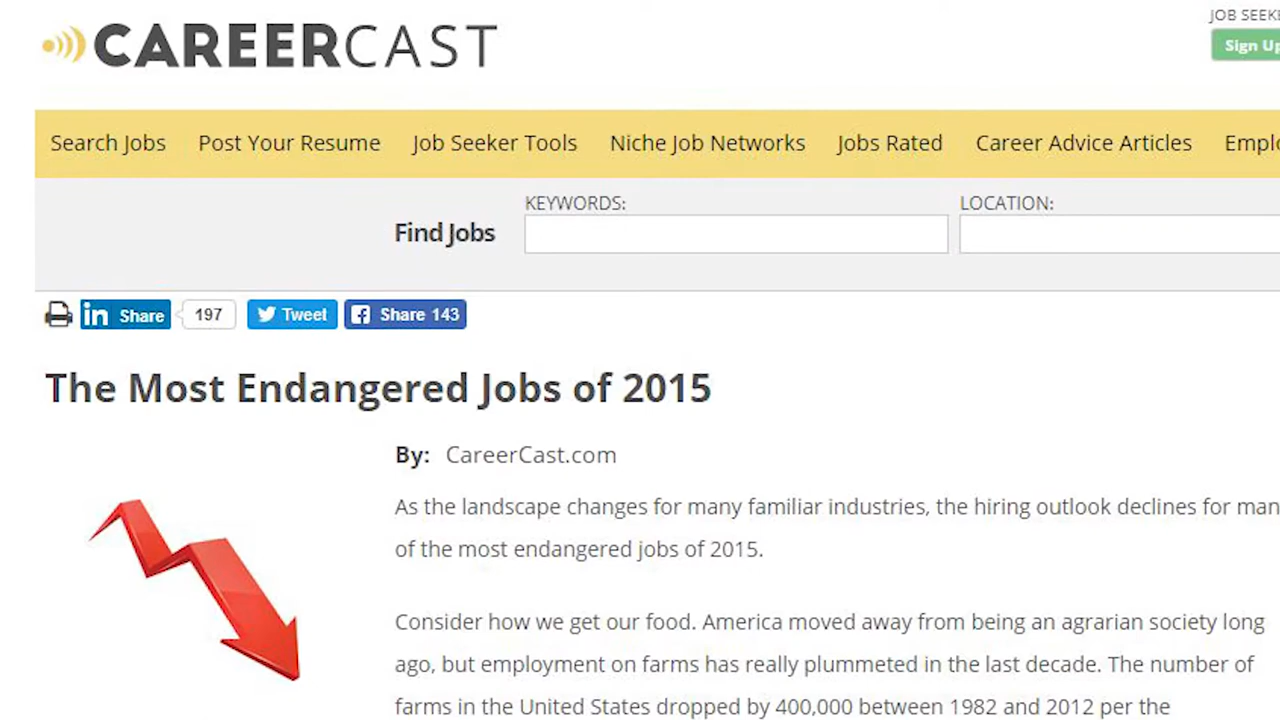 CAREERCAST
JOB SEEKE
Sign Up
Search Jobs Post Your Resume Job Seeker Tools Niche Job Networks Jobs Rated Career Advice Articles Emplo
KEYWORDS: LOCATION:
Find Jobs
in Share 197 Tweet Share 143
The Most Endangered Jobs of 2015
By: CareerCast.com
As the landscape changes for many familiar industries, the hiring outlook declines for man
of the most endangered jobs of 2015.
Consider how we get our food. America moved away from being an agrarian society long
ago, but employment on farms has really plummeted in the last decade. The number of
farms in the United States dropped by 400,000 between 1982 and 2012 per the